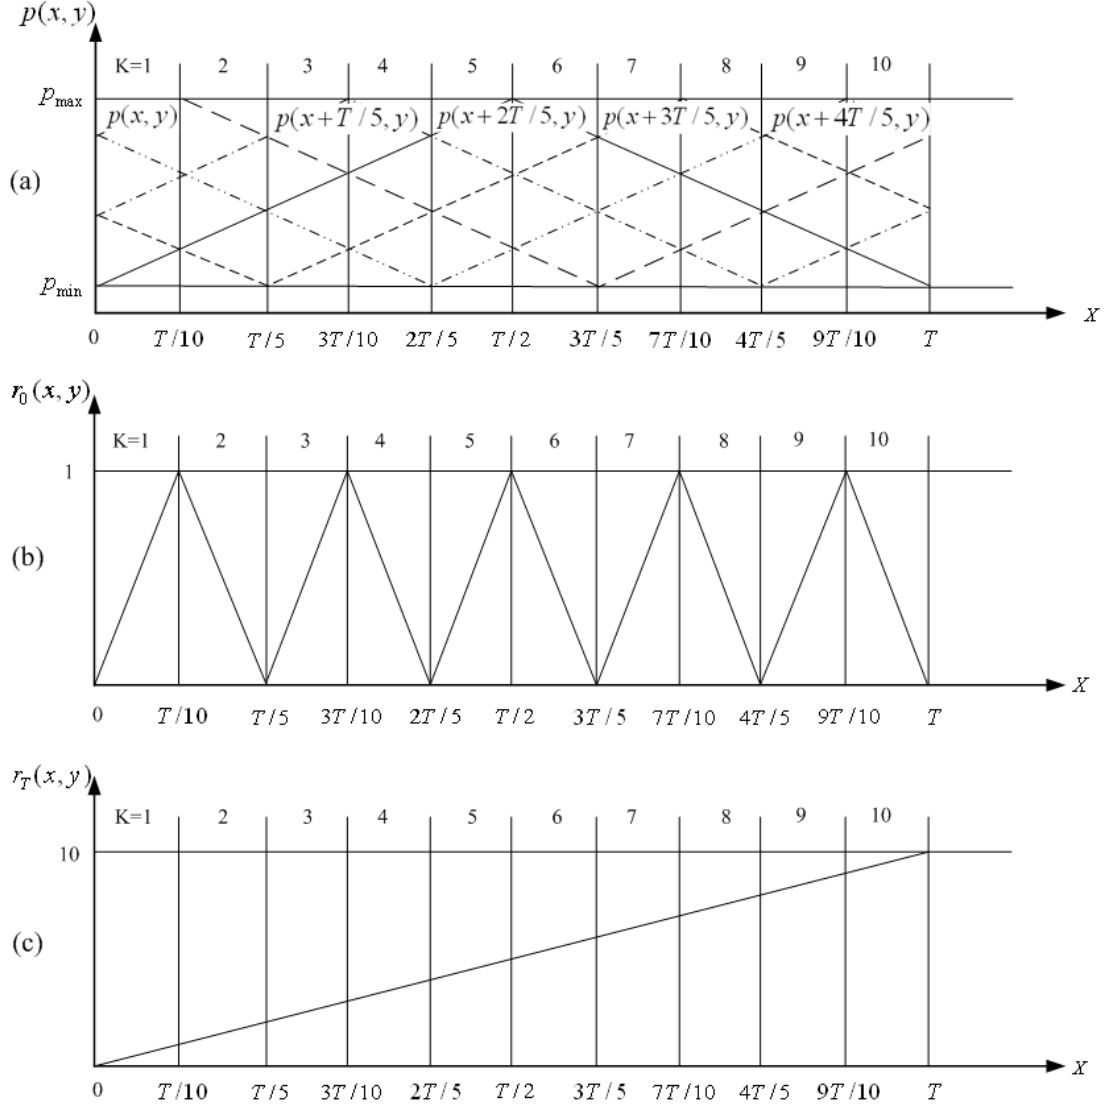 p(x, y)
K=1 2 3 4 5 6 7 8 9 10
p_max
p(x, y) p(x+T/5, y) p(x+2T/5, y) p(x+3T/5, y) p(x+4T/5, y)
(a)
p_min
X
0 T/10 T/5 3T/10 2T/5 T/2 3T/5 7T/10 4T/5 9T/10 T
r_0(x, y)
K=1 2 3 4 5 6 7 8 9 10
1
(b)
X
0 T/10 T/5 3T/10 2T/5 T/2 3T/5 7T/10 4T/5 9T/10 T
r_T(x, y)
K=1 2 3 4 5 6 7 8 9 10
10
(c)
X
0 T/10 T/5 3T/10 2T/5 T/2 3T/5 7T/10 4T/5 9T/10 T